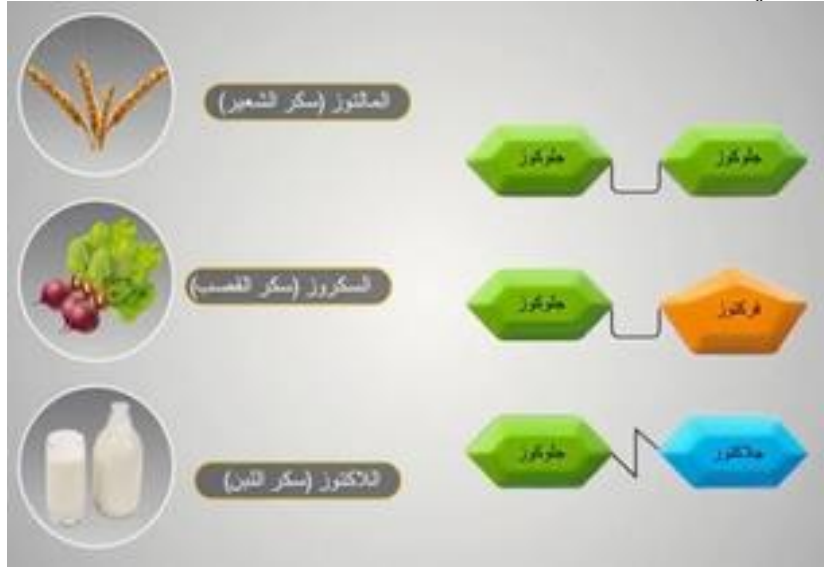 المالتوز (سكر الشعير)
جلوكوز جلوكوز
السكروز (سكر القصب)
جلوكوز فركتوز
اللاكتوز (سكر اللبن)
جلوكوز جالاكتوز